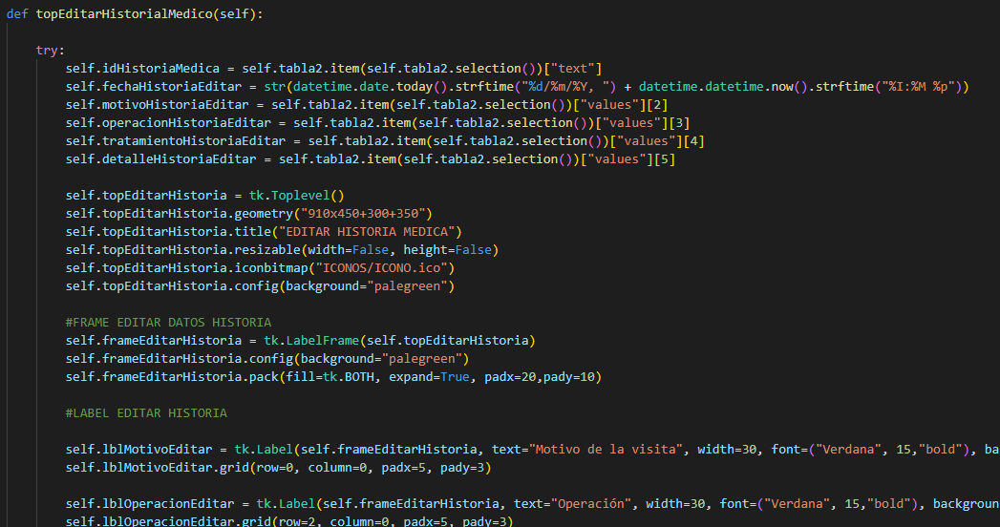 def topEditarHistorialMedico(self):
try:
self.idHistoriaMedica = self.tabla2.item(self.tabla2.selection())["text"]
self.fechaHistoriaEditar = str(datetime.date.today().strftime("%d/%m/%Y, ") + datetime.datetime.now().strftime("%I:%M %p"))
self.motivoHistoriaEditar = self.tabla2.item(self.tabla2.selection())["values"][2]
self.operacionHistoriaEditar = self.tabla2.item(self.tabla2.selection())["values"][3]
self.tratamientoHistoriaEditar = self.tabla2.item(self.tabla2.selection())["values"][4]
self.detalleHistoriaEditar = self.tabla2.item(self.tabla2.selection())["values"][5]
self.topEditarHistoria = tk.Toplevel()
self.topEditarHistoria.geometry("910x450+300+350")
self.topEditarHistoria.title("EDITAR HISTORIA MEDICA")
self.topEditarHistoria.resizable(width=False, height=False)
self.topEditarHistoria.iconbitmap("ICONOS/ICONO.ico")
self.topEditarHistoria.config(background="palegreen")
#FRAME EDITAR DATOS HISTORIA
self.frameEditarHistoria = tk.LabelFrame(self.topEditarHistoria)
self.frameEditarHistoria.config(background="palegreen")
self.frameEditarHistoria.pack(fill=tk.BOTH, expand=True, padx=20,pady=10)
#LABEL EDITAR HISTORIA
self.lblMotivoEditar = tk.Label(self.frameEditarHistoria, text="Motivo de la visita", width=30, font=("Verdana", 15,"bold"), ba
self.lblMotivoEditar.grid(row=0, column=0, padx=5, pady=3)
self.lblOperacionEditar = tk.Label(self.frameEditarHistoria, text="Operación", width=30, font=("Verdana", 15,"bold"), backgroun
self.lblOperacionEditar.grid(row=2, column=0, padx=5, pady=3)